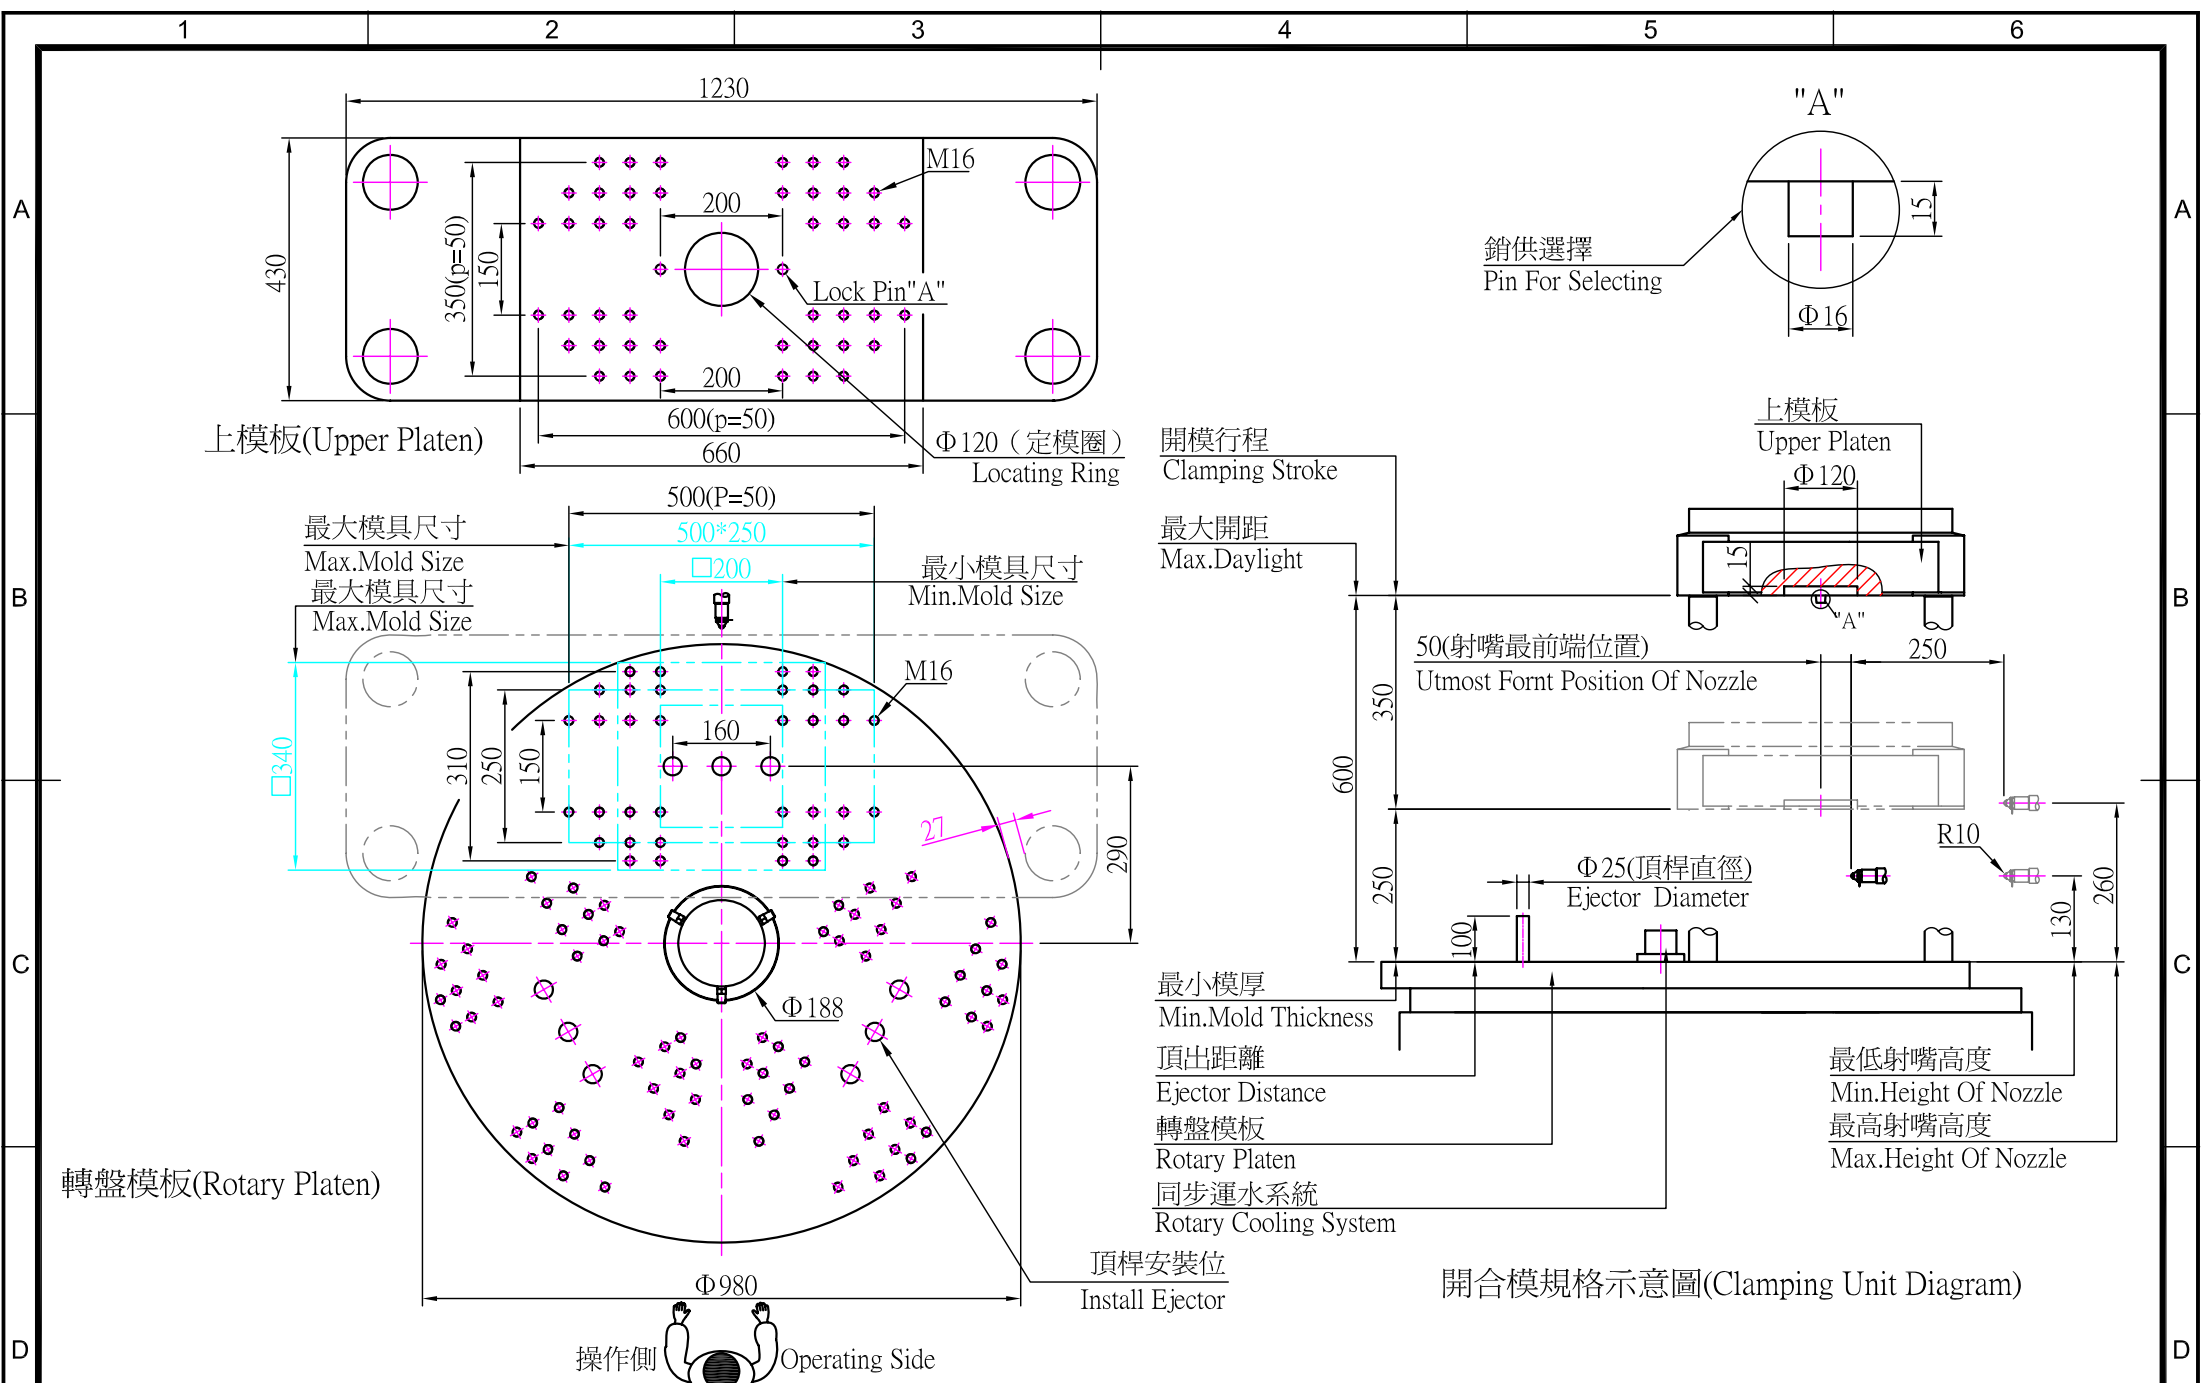 1 2 3 4 5 6
A
A
B
B
C
C
D
D
1230
430
350(p=50)
150
200
M16
Lock Pin"A"
200
600(p=50)
660
上模板(Upper Platen)
Φ120（定模圈）
Locating Ring
"A"
15
銷供選擇
Pin For Selecting
Φ16
500(P=50)
500*250
□200
最大模具尺寸
Max.Mold Size
最大模具尺寸
Max.Mold Size
最小模具尺寸
Min.Mold Size
M16
160
□340
310
250
150
27
290
Φ188
轉盤模板(Rotary Platen)
頂桿安裝位
Install Ejector
Φ980
操作側
Operating Side
開模行程
Clamping Stroke
最大開距
Max.Daylight
上模板
Upper Platen
Φ120
15
"A"
50(射嘴最前端位置)
Utmost Fornt Position Of Nozzle
250
350
600
250
R10
Φ25(頂桿直徑)
Ejector Diameter
100
130
260
最小模厚
Min.Mold Thickness
頂出距離
Ejector Distance
轉盤模板
Rotary Platen
同步運水系統
Rotary Cooling System
最低射嘴高度
Min.Height Of Nozzle
最高射嘴高度
Max.Height Of Nozzle
開合模規格示意圖(Clamping Unit Diagram)